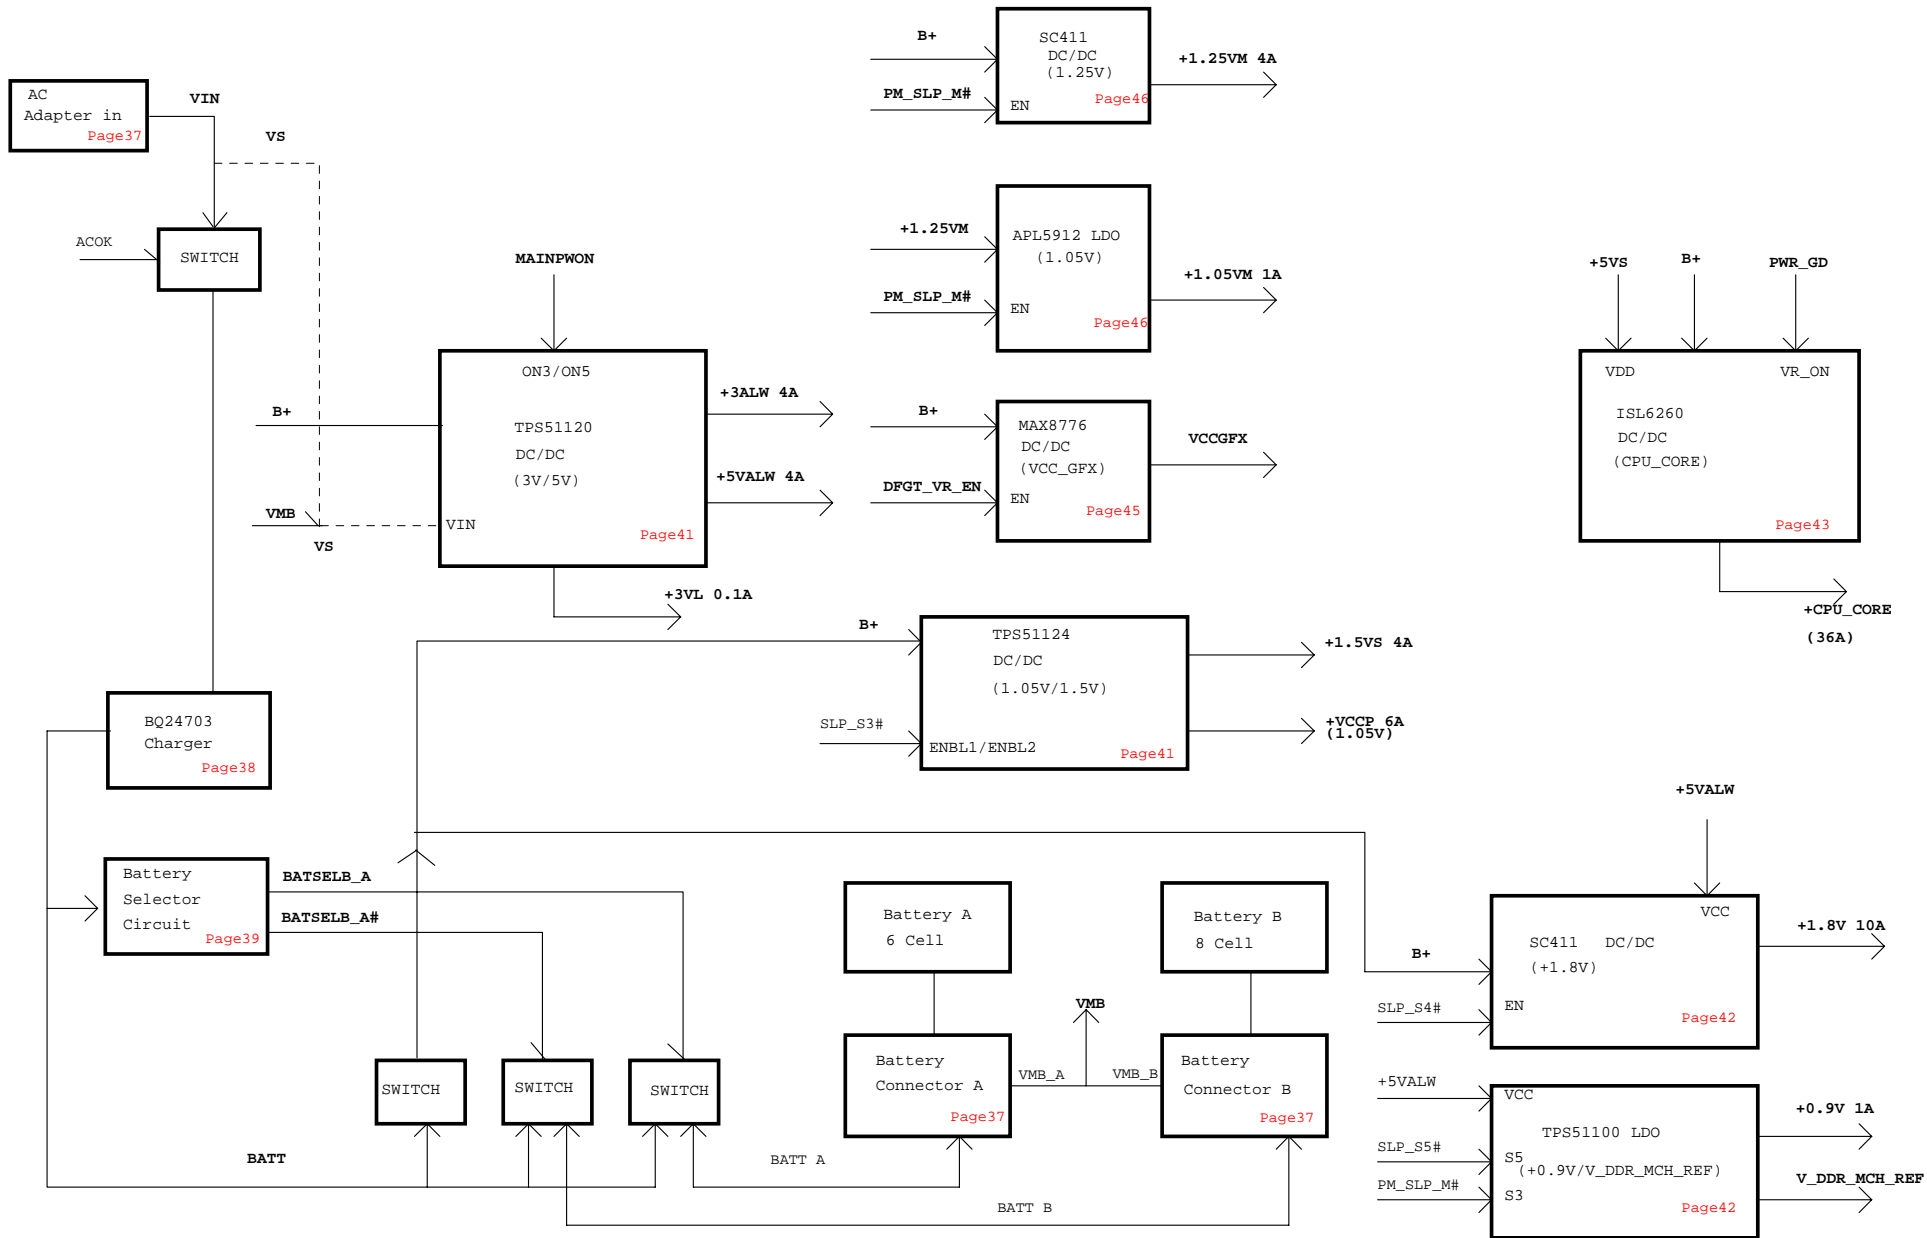 AC
Adapter in
Page37
VIN
VS
ACOK
SWITCH
MAINPWON
ON3/ON5
B+
TPS51120
DC/DC
(3V/5V)
VMB
VIN
VS
Page41
+3ALW 4A
+5VALW 4A
+3VL 0.1A
B+
SC411
DC/DC
(1.25V)
PM_SLP_M#
EN
Page46
+1.25VM 4A
+1.25VM
APL5912 LDO
(1.05V)
PM_SLP_M#
EN
Page46
+1.05VM 1A
B+
MAX8776
DC/DC
(VCC_GFX)
DFGT_VR_EN
EN
Page45
VCCGFX
+5VS
B+
PWR_GD
VDD
VR_ON
ISL6260
DC/DC
(CPU_CORE)
Page43
+CPU_CORE
(36A)
B+
TPS51124
DC/DC
(1.05V/1.5V)
SLP_S3#
ENBL1/ENBL2
Page41
+1.5VS 4A
+VCCP 6A
(1.05V)
BQ24703
Charger
Page38
Battery
Selector
Circuit
Page39
BATSELB_A
BATSELB_A#
SWITCH
SWITCH
SWITCH
BATT
BATT A
BATT B
Battery A
6 Cell
Battery B
8 Cell
VMB
Battery
Connector A
Page37
VMB_A
VMB_B
Battery
Connector B
Page37
+5VALW
VCC
B+
SC411 DC/DC
(+1.8V)
SLP_S4#
EN
Page42
+1.8V 10A
+5VALW
VCC
TPS51100 LDO
SLP_S5#
S5
(+0.9V/V_DDR_MCH_REF)
PM_SLP_M#
S3
Page42
+0.9V 1A
V_DDR_MCH_REF